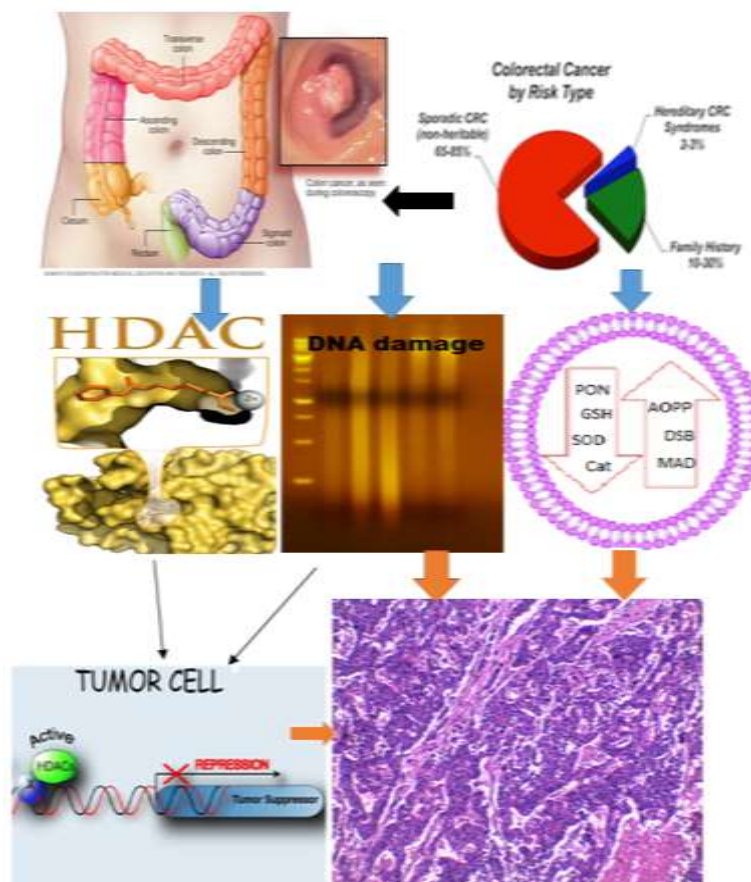 Transverse
colon
Ascending
colon
Descending
colon
Cecum
Rectum
Sigmoid
colon
Colon cancer, as seen
during colonoscopy
Colorectal Cancer
by Risk Type
Sporadic CRC
(non-heritable)
65-85%
Hereditary CRC
Syndromes
2-3%
Family History
10-30%
HDAC
DNA damage
PON
GSH
SOD
Cat
AOPP
DSB
MAD
TUMOR CELL
Active
HDACs
REPRESSION
Tumor Suppressor